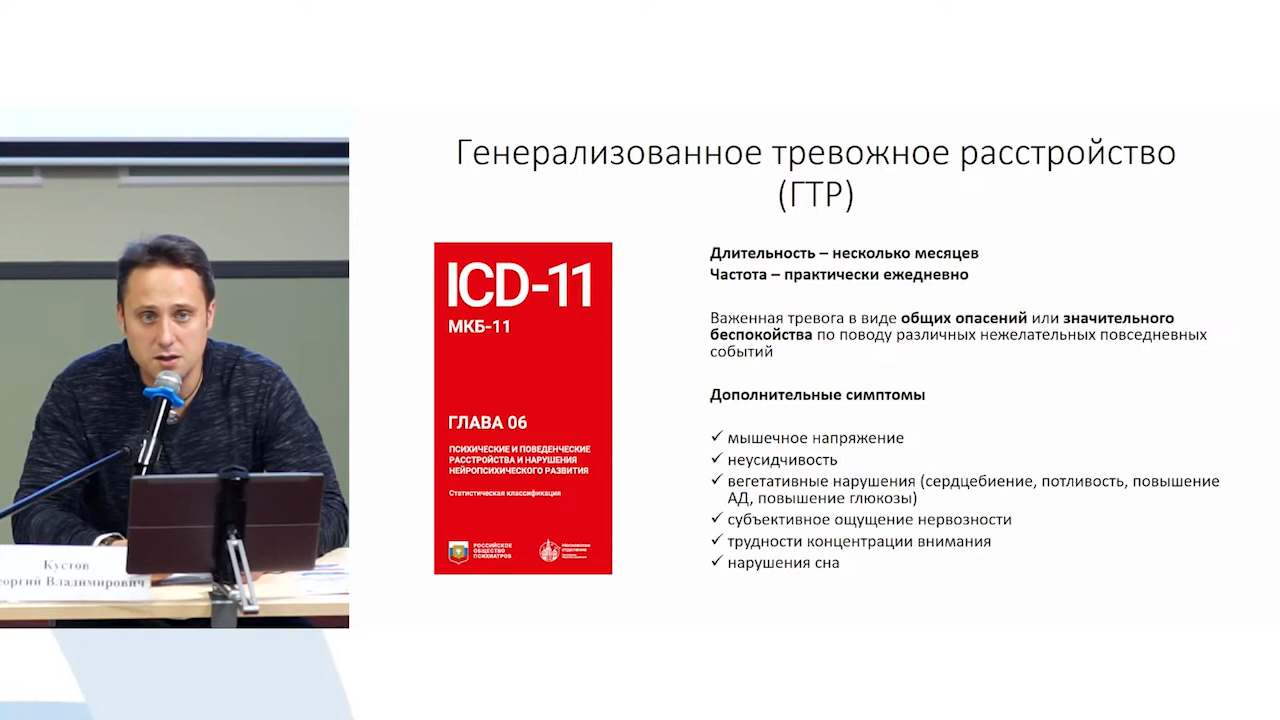 Генерализованное тревожное расстройство
(ГТР)
ICD-11
МКБ-11
ГЛАВА 06
ПСИХИЧЕСКИЕ И ПОВЕДЕНЧЕСКИЕ
РАССТРОЙСТВА И НАРУШЕНИЯ
НЕЙРОПСИХИЧЕСКОГО РАЗВИТИЯ
Статистическая классификация
РОССИЙСКОЕ
ОБЩЕСТВО
ПСИХИАТРОВ
Московское
отделение
Длительность – несколько месяцев
Частота – практически ежедневно
Важенная тревога в виде общих опасений или значительного
беспокойства по поводу различных нежелательных повседневных
событий
Дополнительные симптомы
✓ мышечное напряжение
✓ неусидчивость
✓ вегетативные нарушения (сердцебиение, потливость, повышение
АД, повышение глюкозы)
✓ субъективное ощущение нервозности
✓ трудности концентрации внимания
✓ нарушения сна
Кустов
еоргий Владимирович